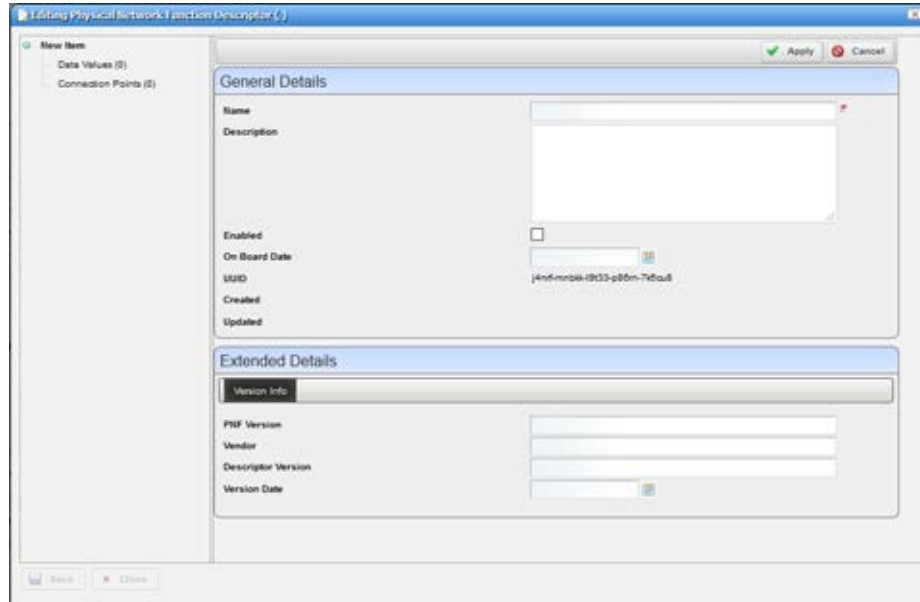 Editing Physical Network Function Descriptor ( )
New Item
Data Values (0)
Connection Points (0)
Apply
Cancel
General Details
Name
Description
Enabled
On Board Date
UUID
Created
Updated
Extended Details
Version Info
PNF Version
Vendor
Descriptor Version
Version Date
Save
Close